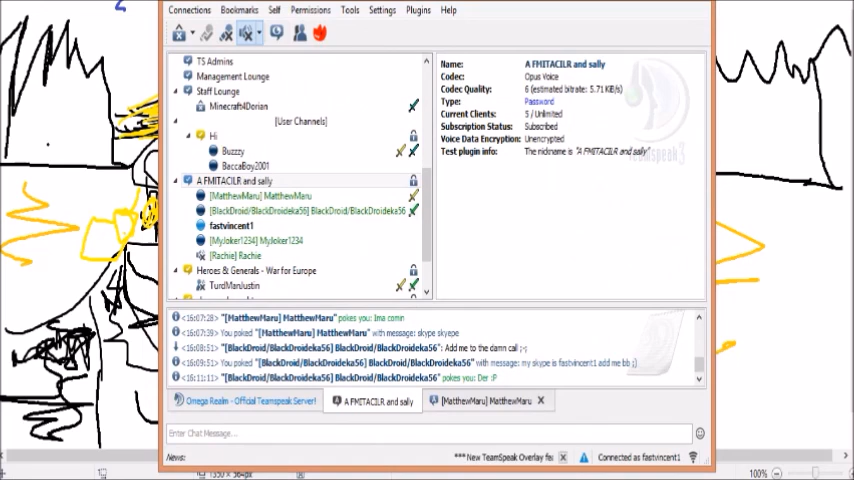 Connections Bookmarks Self Permissions Tools Settings Plugins Help
TS Admins
Management Lounge
Staff Lounge
Minecraft4Dorian
[User Channels]
Hi
Buzzzy
BaccaBoy2001
A FMITACILR and sally
[MatthewMaru] MatthewMaru
[BlackDroid/BlackDroideka56] BlackDroid/BlackDroideka56
fastvincent1
[MyJoker1234] MyJoker1234
[Rachie] Rachie
Heroes & Generals - War for Europe
TurdManJustin
Name: A FMITACILR and sally
Codec: Opus Voice
Codec Quality: 6 (estimated bitrate: 5.71 KiB/s)
Type: Password
Current Clients: 5 / Unlimited
Subscription Status: Subscribed
Voice Data Encryption: Unencrypted
Test plugin info: The nickname is "A FMITACILR and sally"
teamspeak3
<16:07:28> "[MatthewMaru] MatthewMaru" pokes you: Ima comn
<16:07:39> You poked "[MatthewMaru] MatthewMaru" with message: skype skyepe
<16:08:51> "[BlackDroid/BlackDroideka56] BlackDroid/BlackDroideka56": Add me to the damn call ;-;
<16:09:51> You poked "[BlackDroid/BlackDroideka56] BlackDroid/BlackDroideka56" with message: my skype is fastvincent1 add me bb ;)
<16:11:11> "[BlackDroid/BlackDroideka56] BlackDroid/BlackDroideka56" pokes you: Der :P
Omega Realm - Official Teamspeak Server! A FMITACILR and sally [MatthewMaru] MatthewMaru
Enter Chat Message...
News: *** New TeamSpeak Overlay fe Connected as fastvincent1
100%